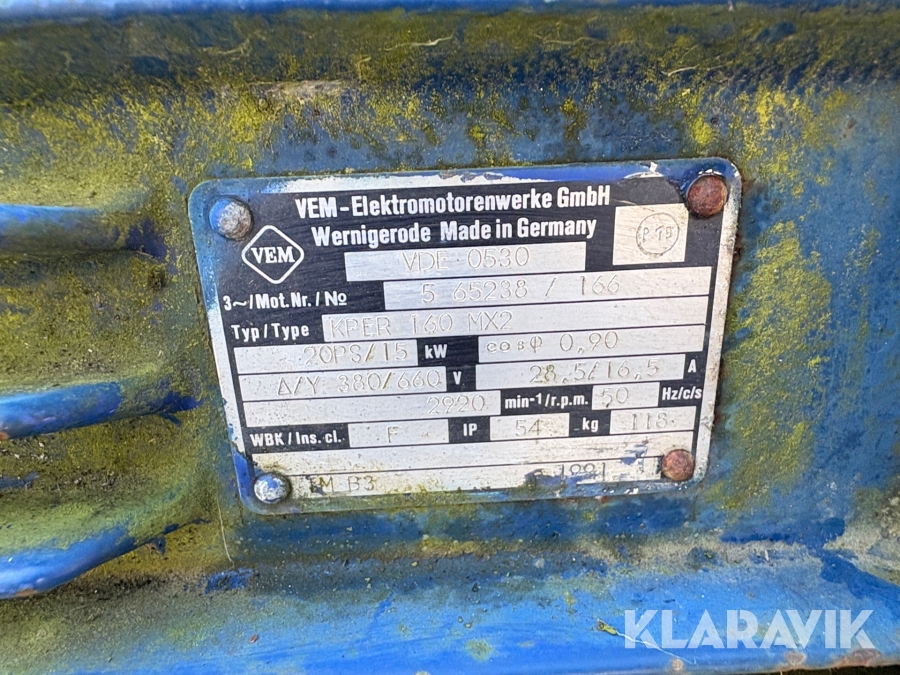 VEM-Elektromotorenwerke GmbH
Wernigerode Made in Germany
VEM
VDE 0530
PTB
3~/Mot.Nr./№ 5 65238 / 166
Typ/Type KPER 160 MX2
20PS/15 kW cosφ 0,90
Δ/Y 380/660 V 28,5/16,5 A
2920 min-1/r.p.m. 50 Hz/c/s
WBK/Ins. cl. F IP 54 kg 118
IM B3 1991
KLARAVIK